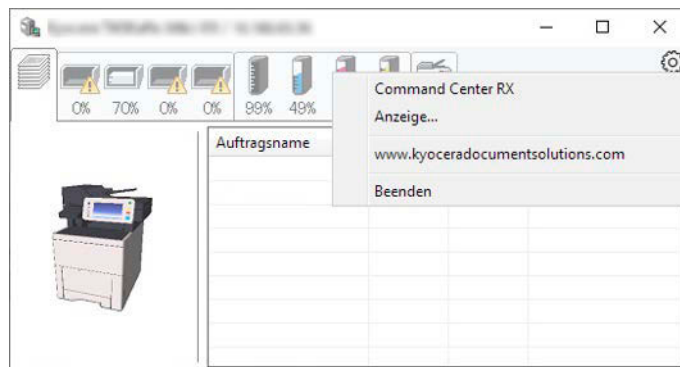 0% 70% 0% 0% 99% 49%
Command Center RX
Anzeige...
www.kyoceradocumentsolutions.com
Beenden
Auftragsname